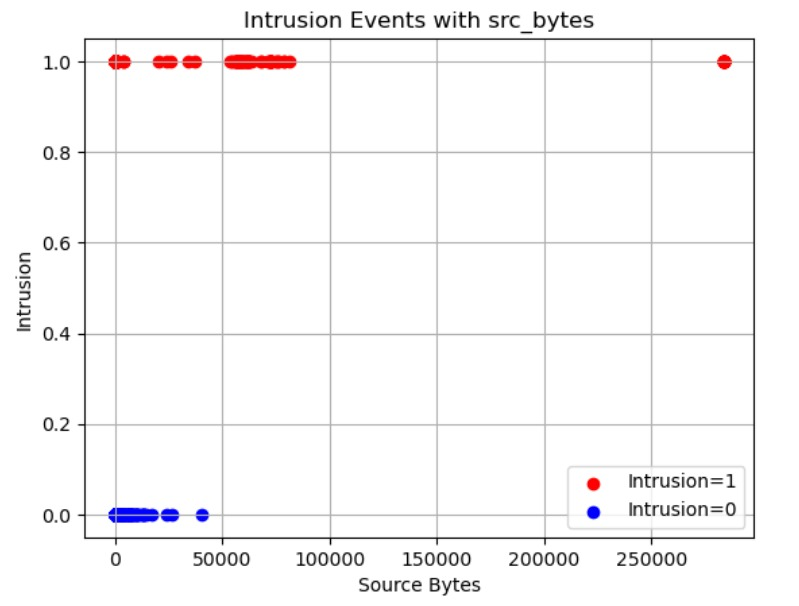 Intrusion Events with src_bytes
1.0
0.8
0.6
0.4
0.2
0.0
Intrusion
Intrusion=1
Intrusion=0
0 50000 100000 150000 200000 250000
Source Bytes